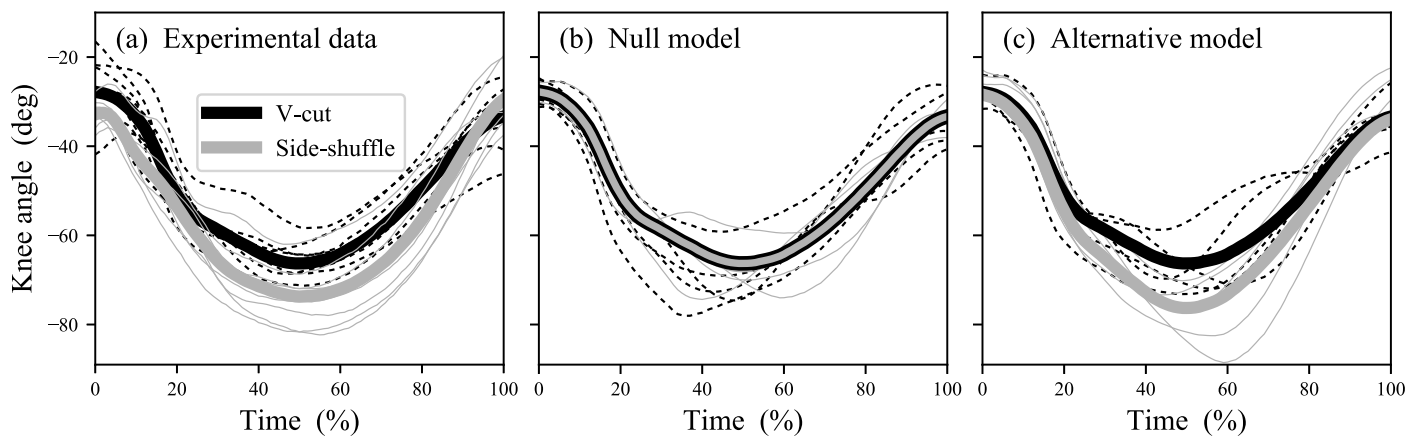 (a) Experimental data
(b) Null model
(c) Alternative model
V-cut
Side-shuffle
Knee angle (deg)
−20
−40
−60
−80
0 20 40 60 80 100
0 20 40 60 80 100
0 20 40 60 80 100
Time (%)
Time (%)
Time (%)